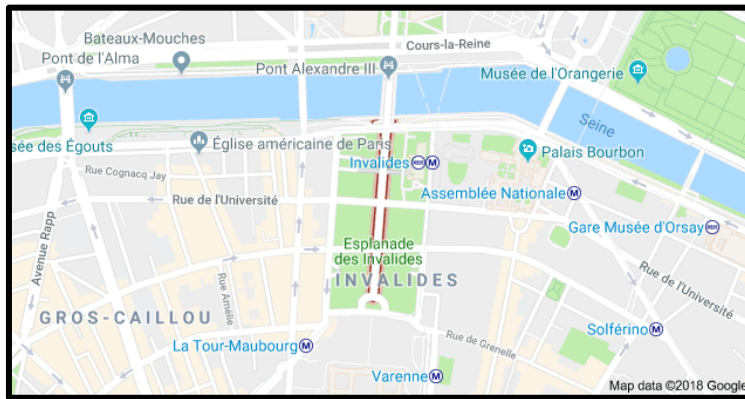 Bateaux-Mouches
Cours-la-Reine
Pont de l'Alma
Pont Alexandre III
Musée de l'Orangerie
Seine
sée des Égouts
Église américaine de Paris
Palais Bourbon
Invalides RER M
Rue Cognacq Jay
Assemblée Nationale M
Rue de l'Université
Gare Musée d'Orsay RER
Avenue Rapp
Esplanade
des Invalides
Rue de l'Université
INVALIDES
Rue Amélie
GROS-CAILLOU
Solférino M
Rue de Grenelle
La Tour-Maubourg M
Varenne M
Map data ©2018 Google